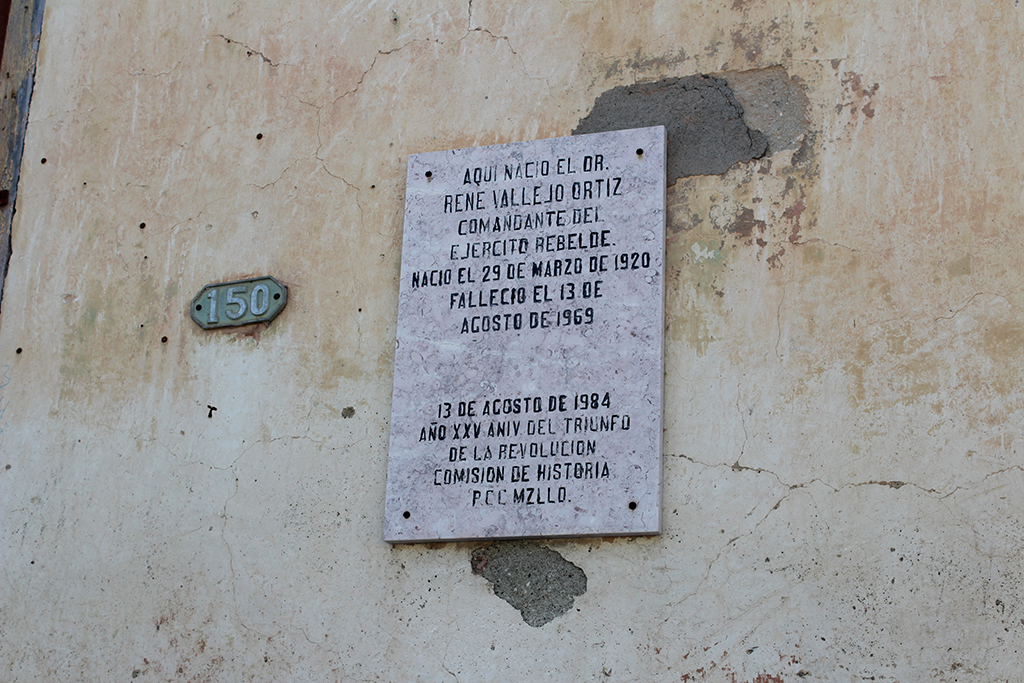 150
AQUI NACIO EL DR.
RENE VALLEJO ORTIZ
COMANDANTE DEL
EJERCITO REBELDE.
NACIO EL 29 DE MARZO DE 1920
FALLECIO EL 13 DE
AGOSTO DE 1969
13 DE AGOSTO DE 1984
AÑO XXV ANIV. DEL TRIUNFO
DE LA REVOLUCION
COMISION DE HISTORIA
P.C.C. MZLLO.